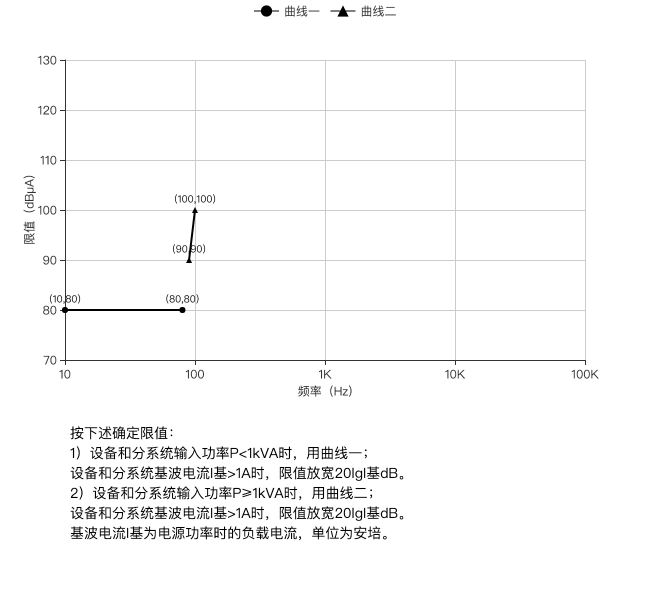 曲线一 曲线二
130
120
110
100
90
80
70
限值（dBμA）
(100,100)
(90,90)
(10,80) (80,80)
10 100 1K 10K 100K
频率（Hz）
按下述确定限值：
1）设备和分系统输入功率P<1kVA时，用曲线一；
设备和分系统基波电流I基>1A时，限值放宽20lgI基dB。
2）设备和分系统输入功率P≥1kVA时，用曲线二；
设备和分系统基波电流I基>1A时，限值放宽20lgI基dB。
基波电流I基为电源功率时的负载电流，单位为安培。